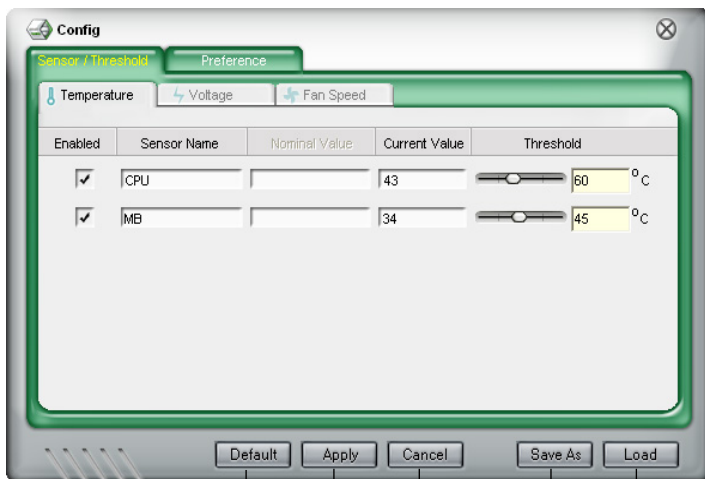 Config
Sensor / Threshold Preference
Temperature Voltage Fan Speed
Enabled Sensor Name Nominal Value Current Value Threshold
CPU 43 60 °C
MB 34 45 °C
Default Apply Cancel Save As Load